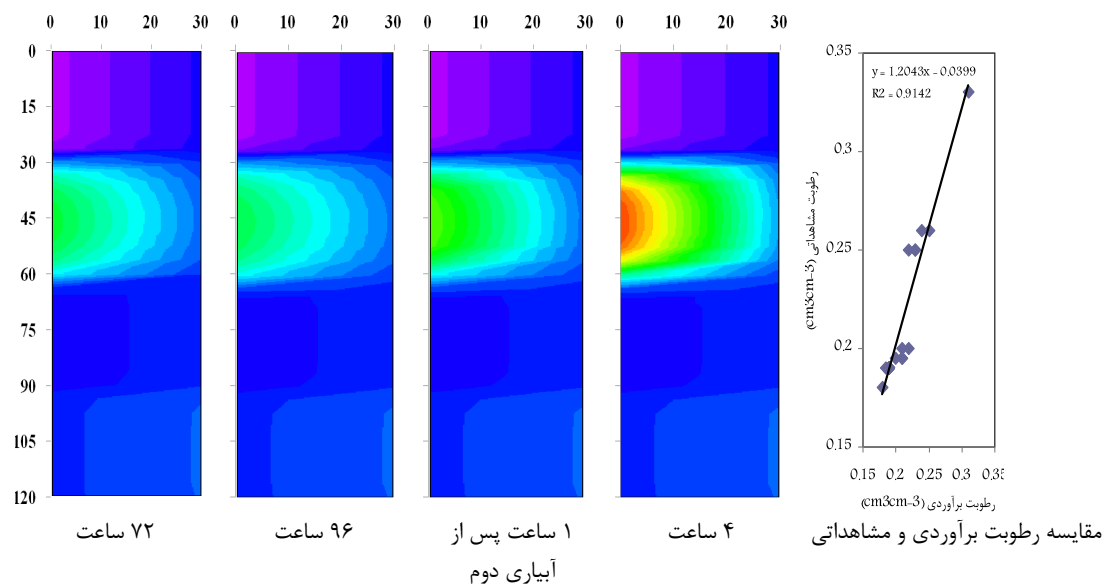 0 10 20 30 0 10 20 30 0 10 20 30 0 10 20 30
0
15
30
45
60
75
90
105
120
0,35
0,3
0,25
0,2
0,15
y = 1.2043x - 0.0399
R2 = 0.9142
رطوبت مشاهداتی (cm3cm-3)
0,15 0,2 0,25 0,3 0,35
رطوبت برآوردی (cm3cm-3)
۷۲ ساعت
۹۶ ساعت
۱ ساعت پس از
آبیاری دوم
۴ ساعت
مقایسه رطوبت برآوردی و مشاهداتی